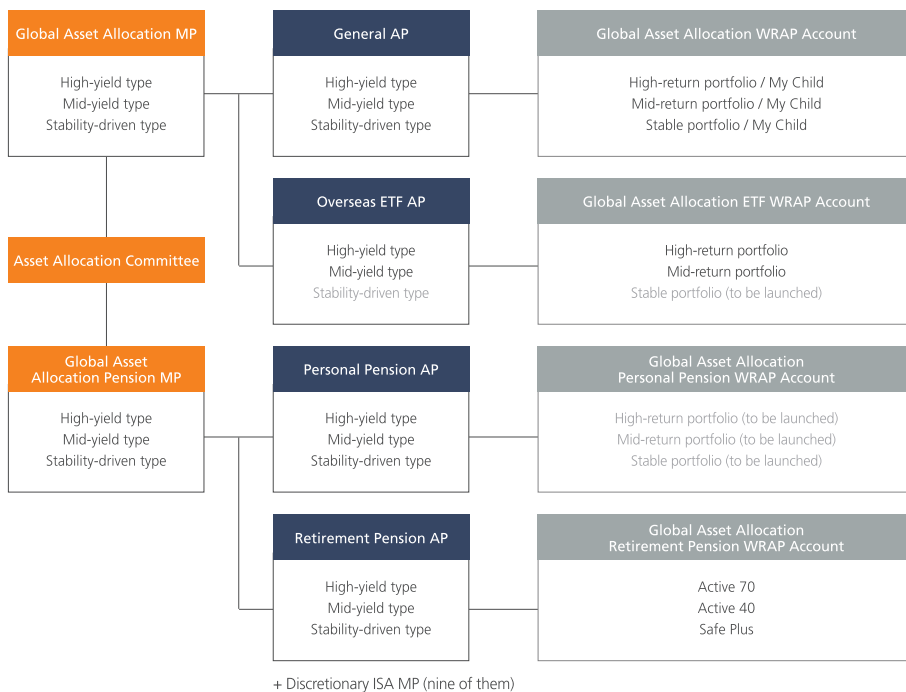 Global Asset Allocation MP
High-yield type
Mid-yield type
Stability-driven type
General AP
High-yield type
Mid-yield type
Stability-driven type
Global Asset Allocation WRAP Account
High-return portfolio / My Child
Mid-return portfolio / My Child
Stable portfolio / My Child
Overseas ETF AP
High-yield type
Mid-yield type
Stability-driven type
Global Asset Allocation ETF WRAP Account
High-return portfolio
Mid-return portfolio
Stable portfolio (to be launched)
Asset Allocation Committee
Global Asset
Allocation Pension MP
High-yield type
Mid-yield type
Stability-driven type
Personal Pension AP
High-yield type
Mid-yield type
Stability-driven type
Global Asset Allocation
Personal Pension WRAP Account
High-return portfolio (to be launched)
Mid-return portfolio (to be launched)
Stable portfolio (to be launched)
Retirement Pension AP
High-yield type
Mid-yield type
Stability-driven type
Global Asset Allocation
Retirement Pension WRAP Account
Active 70
Active 40
Safe Plus
+ Discretionary ISA MP (nine of them)